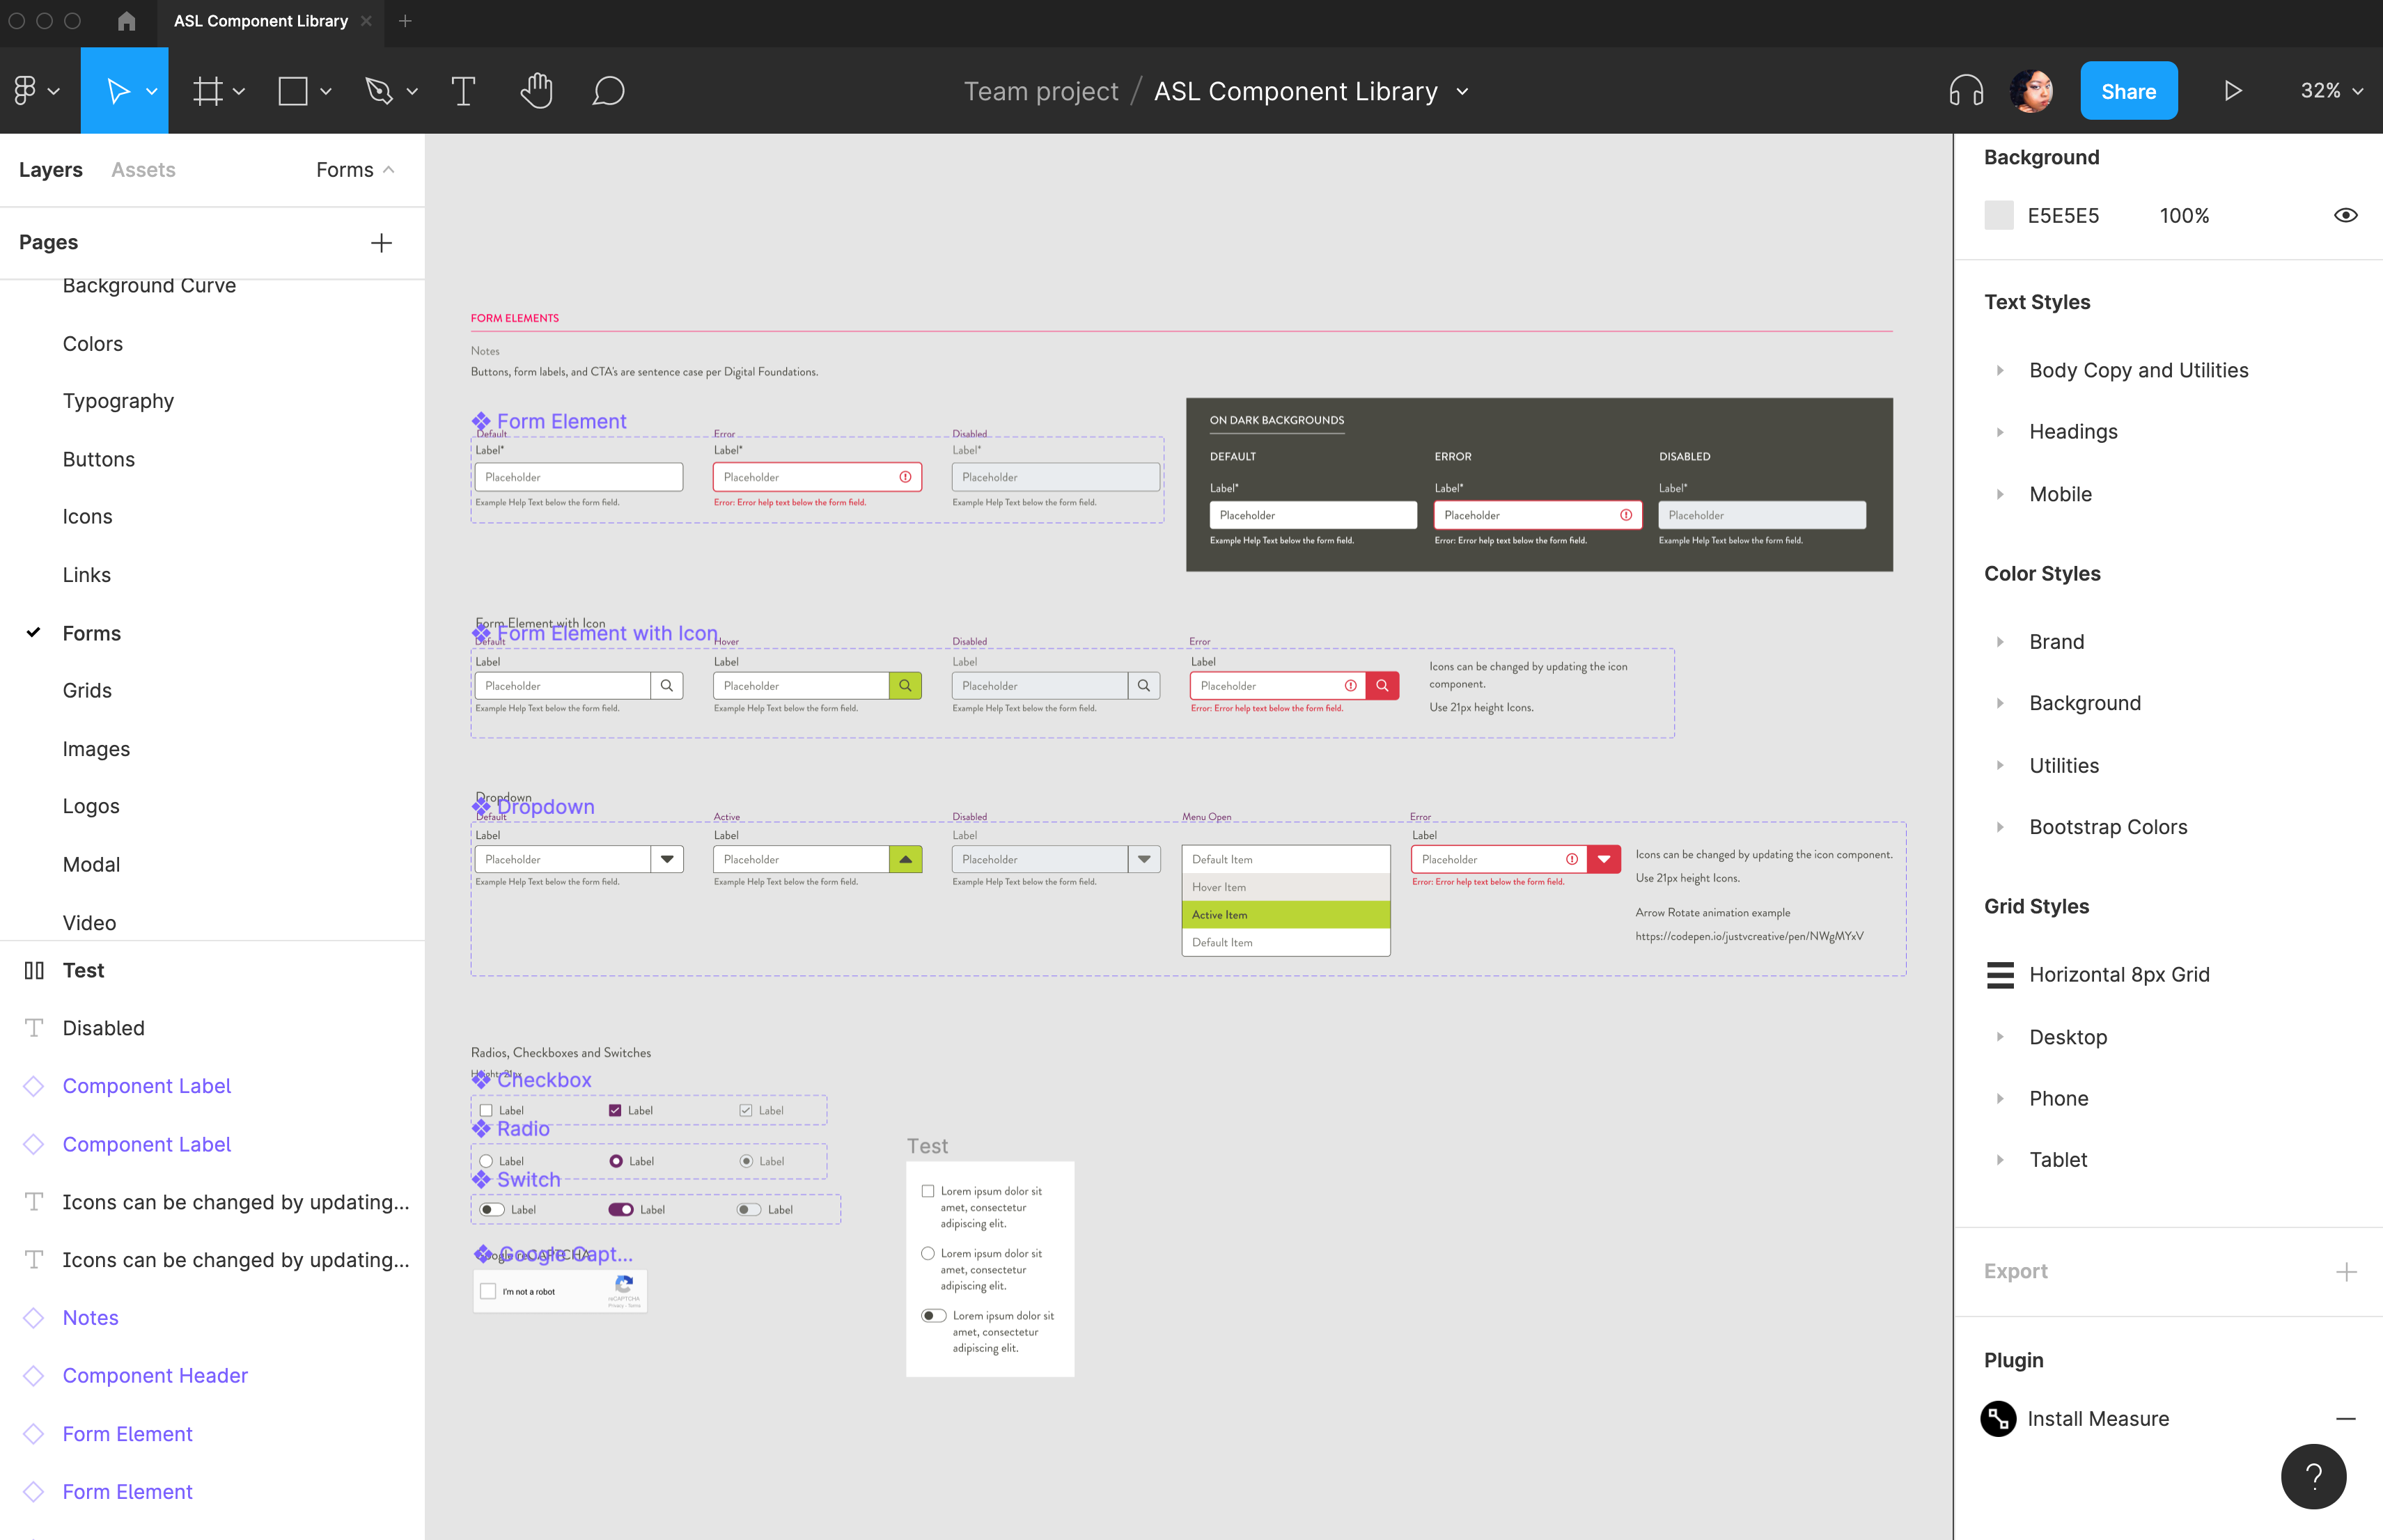 ASL Component Library
Team project / ASL Component Library
Share
32%
Layers
Assets
Forms
Pages
Background Curve
Colors
Typography
Buttons
Icons
Links
Forms
Grids
Images
Logos
Modal
Video
Test
Disabled
Component Label
Component Label
Icons can be changed by updating...
Icons can be changed by updating...
Notes
Component Header
Form Element
Form Element
FORM ELEMENTS
Notes
Buttons, form labels, and CTA's are sentence case per Digital Foundations.
Form Element
Default
Error
Disabled
Label*
Label*
Label*
Placeholder
Placeholder
Placeholder
Example Help Text below the form field.
Error: Error help text below the form field.
Example Help Text below the form field.
ON DARK BACKGROUNDS
DEFAULT
ERROR
DISABLED
Label*
Label*
Label*
Placeholder
Placeholder
Placeholder
Example Help Text below the form field.
Error: Error help text below the form field.
Example Help Text below the form field.
Form Element with Icon
Form Element with Icon
Default
Hover
Disabled
Error
Label
Label
Label
Label
Placeholder
Placeholder
Placeholder
Placeholder
Example Help Text below the form field.
Example Help Text below the form field.
Example Help Text below the form field.
Error: Error help text below the form field.
Icons can be changed by updating the icon
component.
Use 21px height Icons.
Dropdown
Dropdown
Default
Active
Disabled
Menu Open
Error
Label
Label
Label
Label
Placeholder
Placeholder
Placeholder
Default Item
Hover Item
Active Item
Default Item
Placeholder
Example Help Text below the form field.
Example Help Text below the form field.
Example Help Text below the form field.
Error: Error help text below the form field.
Icons can be changed by updating the icon component.
Use 21px height Icons.
Arrow Rotate animation example
https://codepen.io/justvcreative/pen/NWgMYxV
Radios, Checkboxes and Switches
Height: 21px
Checkbox
Label
Label
Label
Radio
Label
Label
Label
Switch
Label
Label
Label
Google reCAPTCHA
Google Capt...
I'm not a robot
reCAPTCHA
Privacy - Terms
Test
Lorem ipsum dolor sit
amet, consectetur
adipiscing elit.
Lorem ipsum dolor sit
amet, consectetur
adipiscing elit.
Lorem ipsum dolor sit
amet, consectetur
adipiscing elit.
Background
E5E5E5
100%
Text Styles
Body Copy and Utilities
Headings
Mobile
Color Styles
Brand
Background
Utilities
Bootstrap Colors
Grid Styles
Horizontal 8px Grid
Desktop
Phone
Tablet
Export
Plugin
Install Measure
?